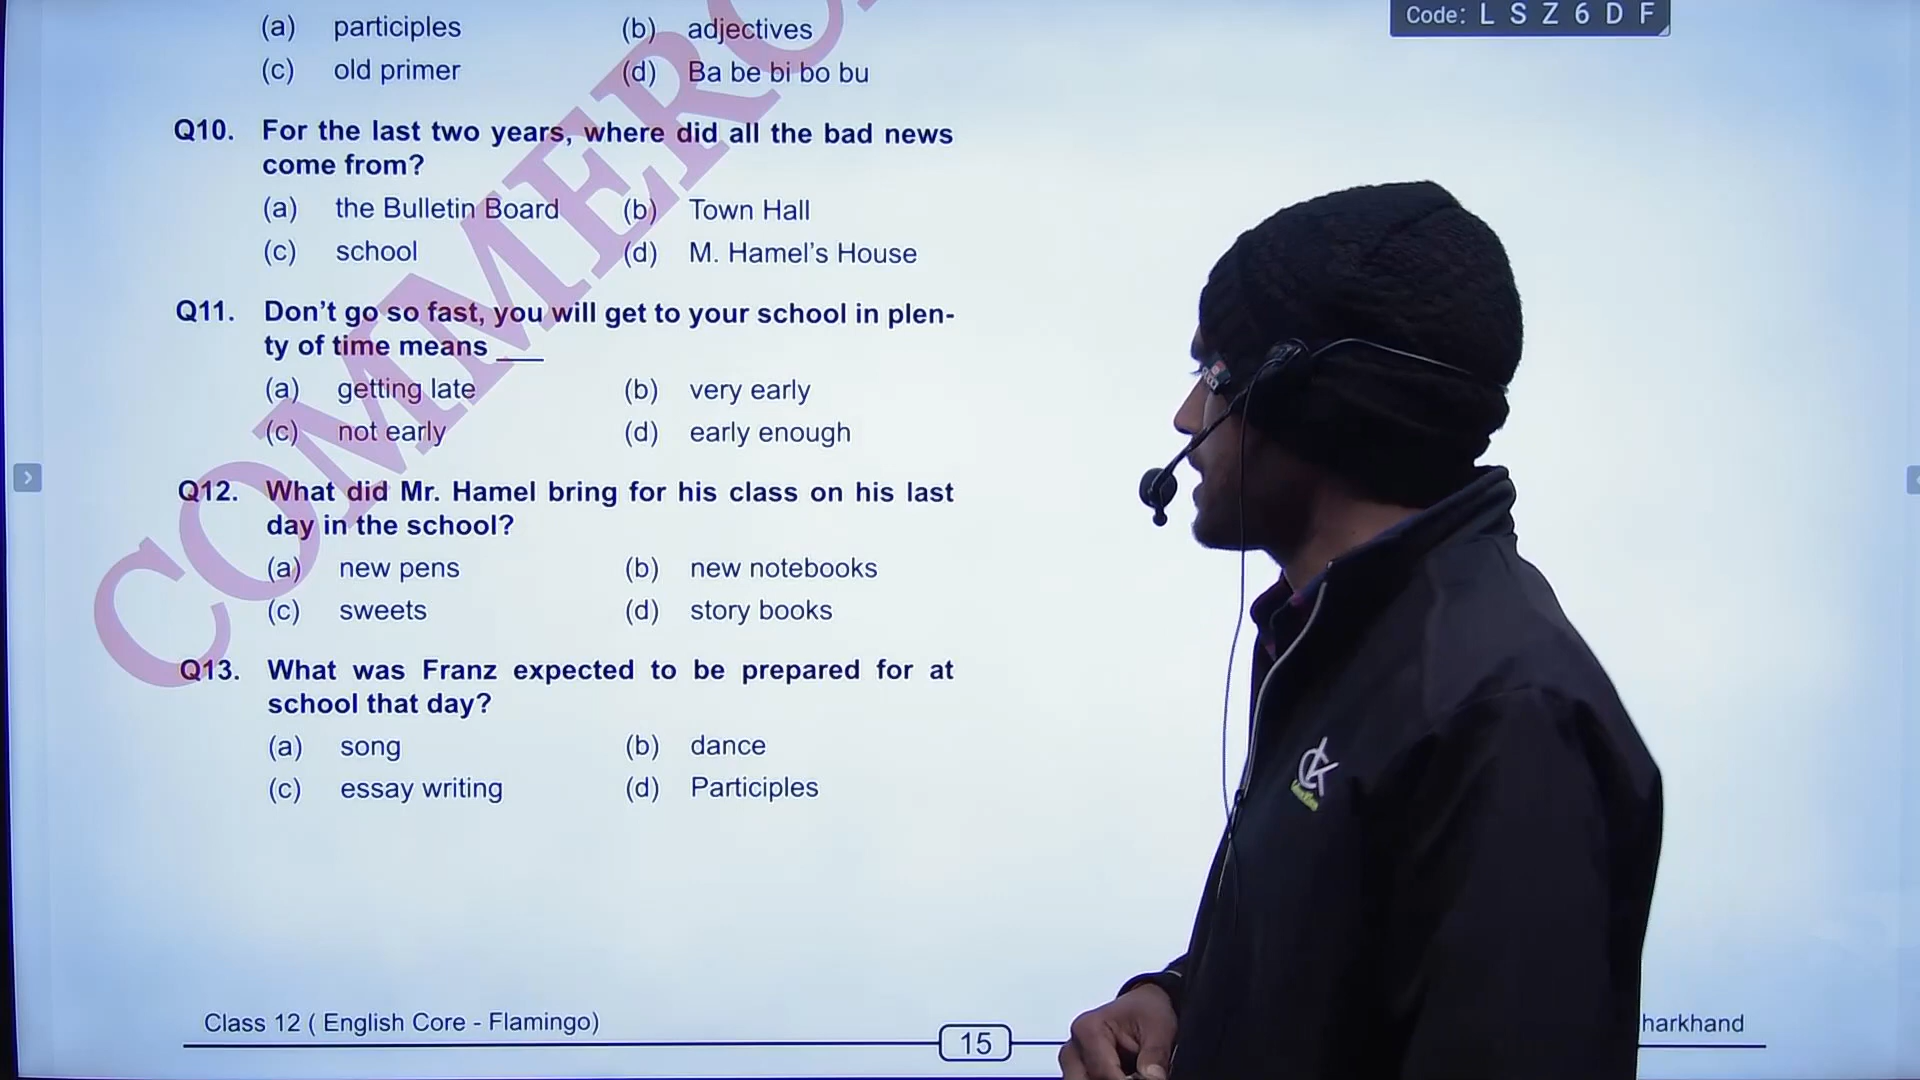 Code: L S Z 6 D F
(a) participles (b) adjectives
(c) old primer (d) Ba be bi bo bu
Q10. For the last two years, where did all the bad news
come from?
(a) the Bulletin Board (b) Town Hall
(c) school (d) M. Hamel's House
Q11. Don't go so fast, you will get to your school in plen-
ty of time means ___
(a) getting late (b) very early
(c) not early (d) early enough
Q12. What did Mr. Hamel bring for his class on his last
day in the school?
(a) new pens (b) new notebooks
(c) sweets (d) story books
Q13. What was Franz expected to be prepared for at
school that day?
(a) song (b) dance
(c) essay writing (d) Participles
COMMERC
Class 12 ( English Core - Flamingo)
15
harkhand